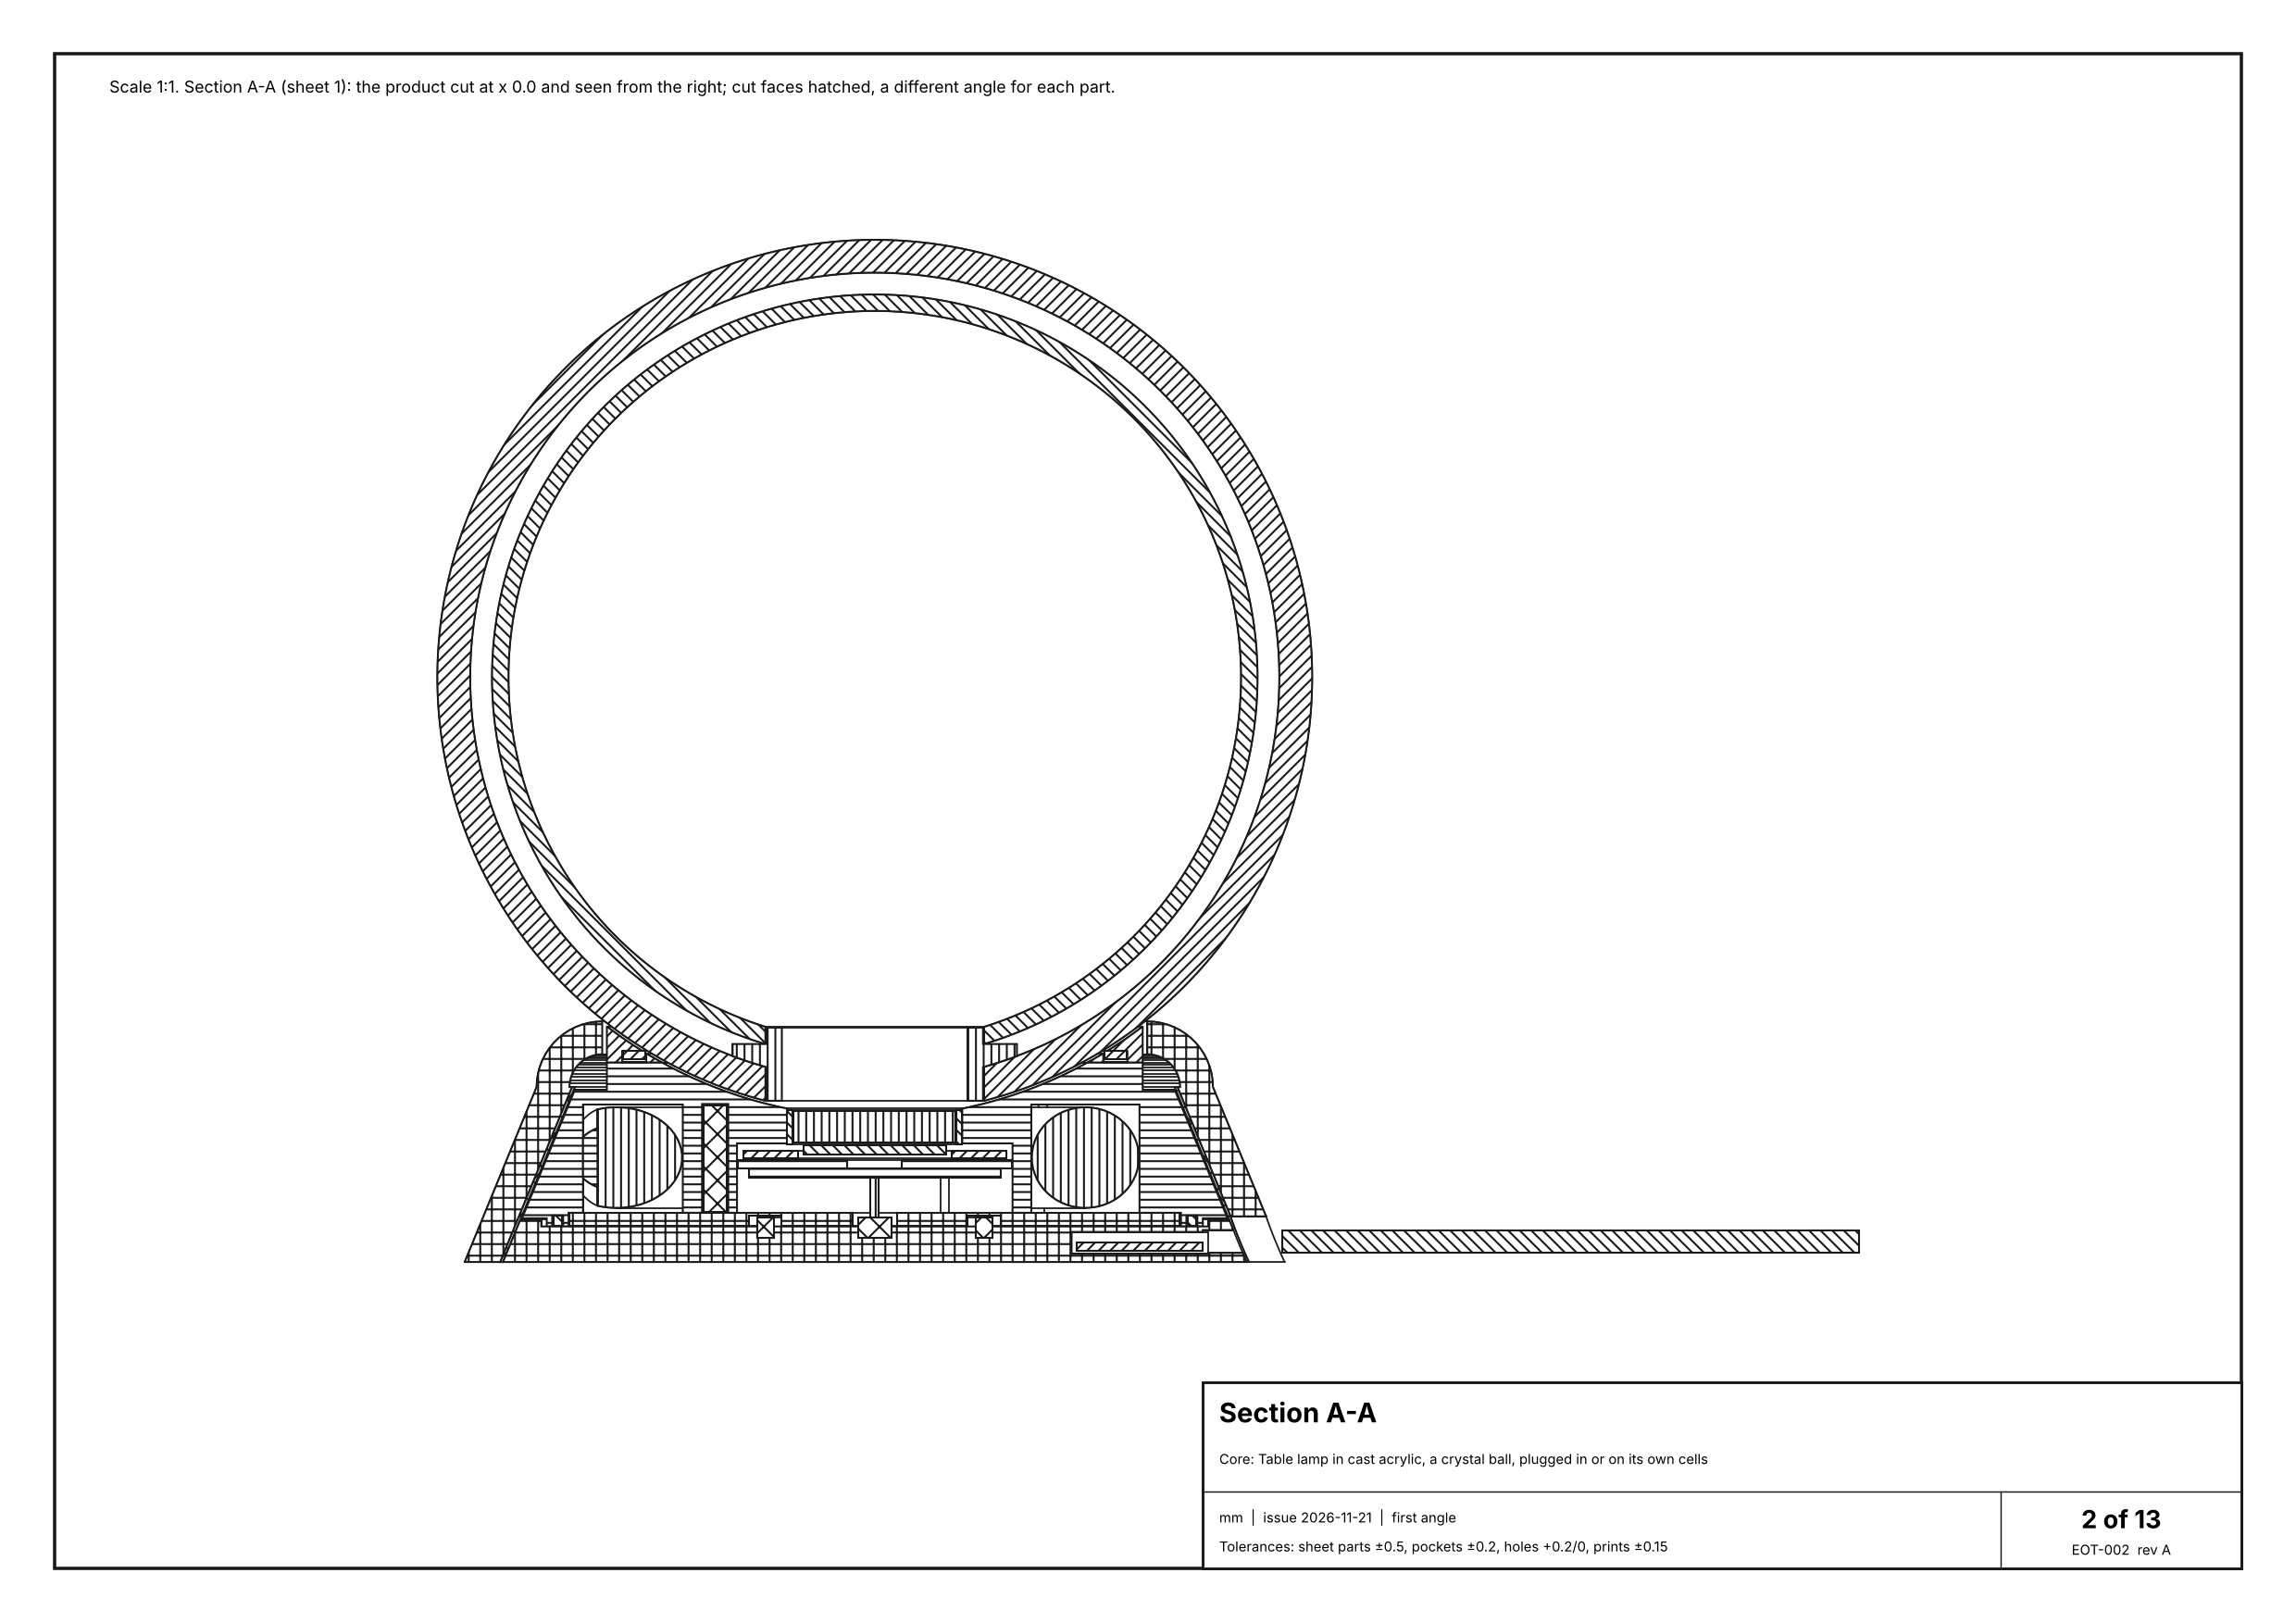 Scale 1:1. Section A-A (sheet 1): the product cut at x 0.0 and seen from the right; cut faces hatched, a different angle for each part.
Section A-A
Core: Table lamp in cast acrylic, a crystal ball, plugged in or on its own cells
mm | issue 2026-11-21 | first angle
Tolerances: sheet parts ±0.5, pockets ±0.2, holes +0.2/0, prints ±0.15
2 of 13
EOT-002 rev A